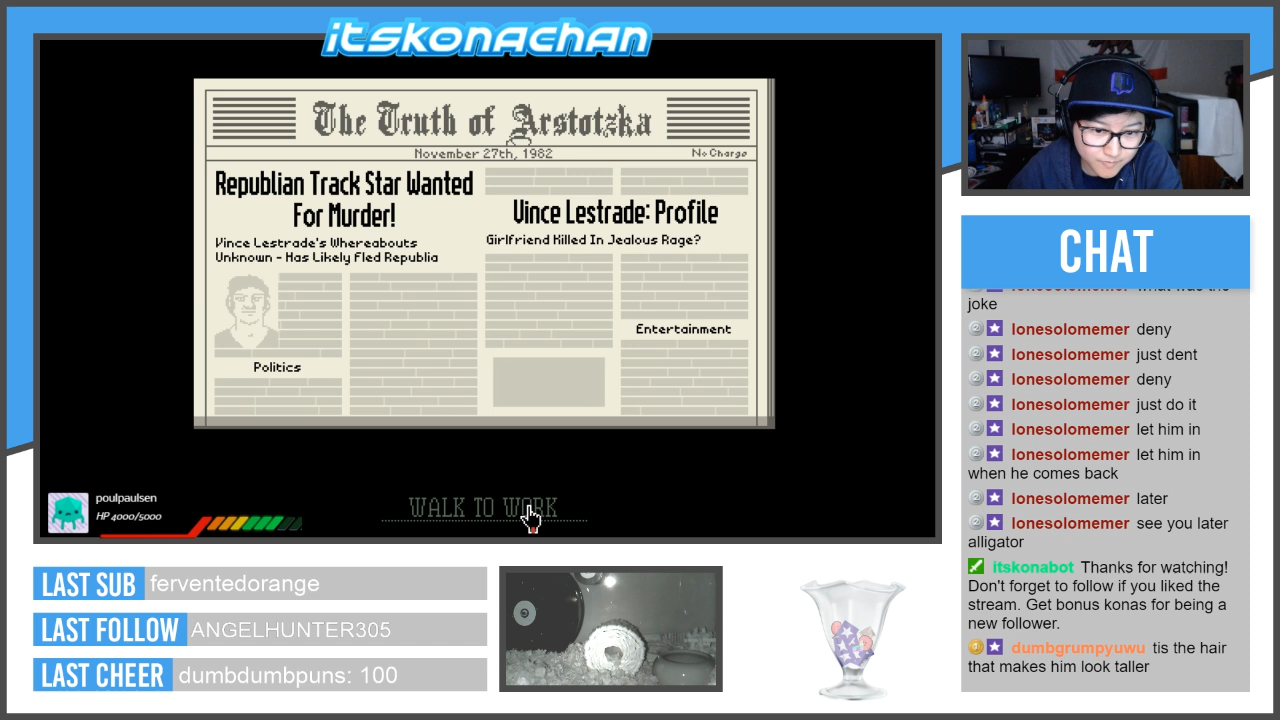 itskonachan
The Truth of Arstotzka
November 27th, 1982
No Charge
Republian Track Star Wanted
For Murder!
Vince Lestrade's Whereabouts
Unknown - Has Likely Fled Republia
Politics
Vince Lestrade: Profile
Girlfriend Killed In Jealous Rage?
Entertainment
WALK TO WORK
poulpaulsen
HP 4000/5000
LAST SUB ferventedorange
LAST FOLLOW ANGELHUNTER305
LAST CHEER dumbdumbpuns: 100
CHAT
joke
lonesolomemer deny
lonesolomemer just dent
lonesolomemer deny
lonesolomemer just do it
lonesolomemer let him in
lonesolomemer let him in
when he comes back
lonesolomemer later
lonesolomemer see you later
alligator
itskonabot Thanks for watching!
Don't forget to follow if you liked the
stream. Get bonus konas for being a
new follower.
dumbgrumpyuwu tis the hair
that makes him look taller